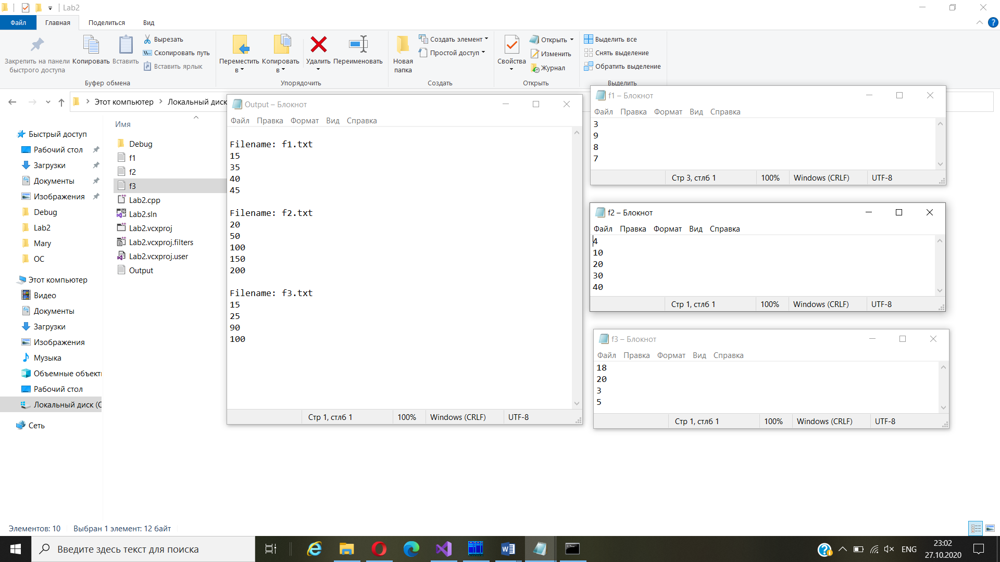 Lab2
Файл Главная Поделиться Вид
Закрепить на панели быстрого доступа
Копировать
Вставить
Вырезать
Скопировать путь
Вставить ярлык
Буфер обмена
Переместить в
Копировать в
Удалить
Переименовать
Упорядочить
Новая папка
Создать элемент
Простой доступ
Создать
Свойства
Открыть
Изменить
Журнал
Открыть
Выделить все
Снять выделение
Обратить выделение
Выделить
Этот компьютер > Локальный диск
Быстрый доступ
Рабочий стол
Загрузки
Документы
Изображения
Debug
Lab2
Mary
ОС
Этот компьютер
Видео
Документы
Загрузки
Изображения
Музыка
Объемные объект
Рабочий стол
Локальный диск (C
Сеть
Имя
Debug
f1
f2
f3
Lab2.cpp
Lab2.sln
Lab2.vcxproj
Lab2.vcxproj.filters
Lab2.vcxproj.user
Output
Output – Блокнот
Файл Правка Формат Вид Справка
Filename: f1.txt
15
35
40
45
Filename: f2.txt
20
50
100
150
200
Filename: f3.txt
15
25
90
100
Стр 1, стлб 1 100% Windows (CRLF) UTF-8
f1 – Блокнот
Файл Правка Формат Вид Справка
3
9
8
7
Стр 3, стлб 1 100% Windows (CRLF) UTF-8
f2 – Блокнот
Файл Правка Формат Вид Справка
4
10
20
30
40
Стр 1, стлб 1 100% Windows (CRLF) UTF-8
f3 – Блокнот
Файл Правка Формат Вид Справка
18
20
3
5
Стр 1, стлб 1 100% Windows (CRLF) UTF-8
Элементов: 10 Выбран 1 элемент: 12 байт
Введите здесь текст для поиска
ENG
23:02
27.10.2020